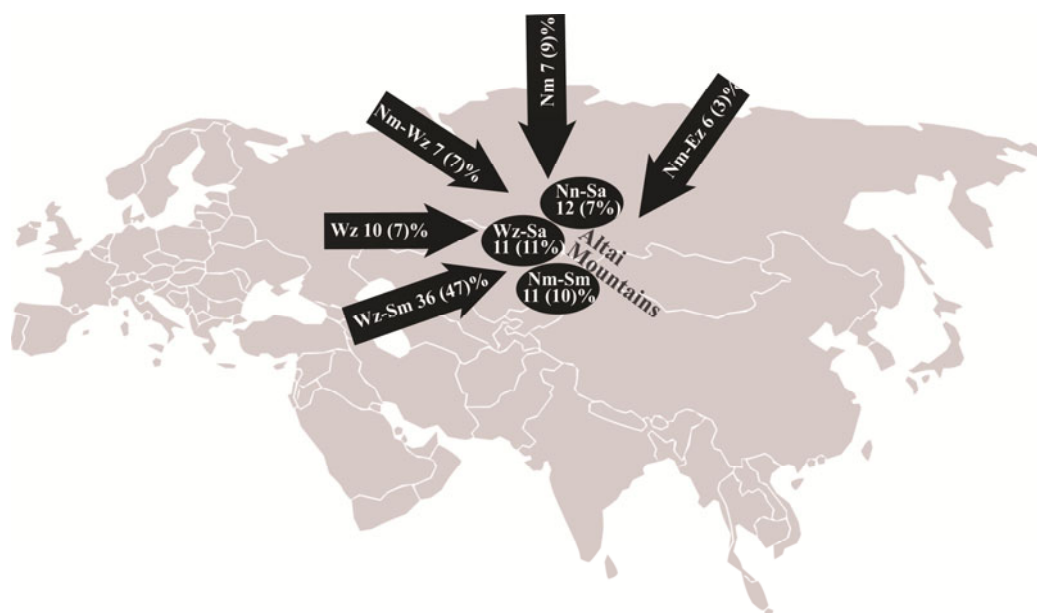 Nm 7 (9)%
Nm-Wz 7 (7)%
Nm-Ez 6 (3)%
Nn-Sa
12 (7%)
Wz 10 (7)%
Wz-Sa
11 (11%)
Altai
Mountains
Nm-Sm
11 (10)%
Wz-Sm 36 (47)%